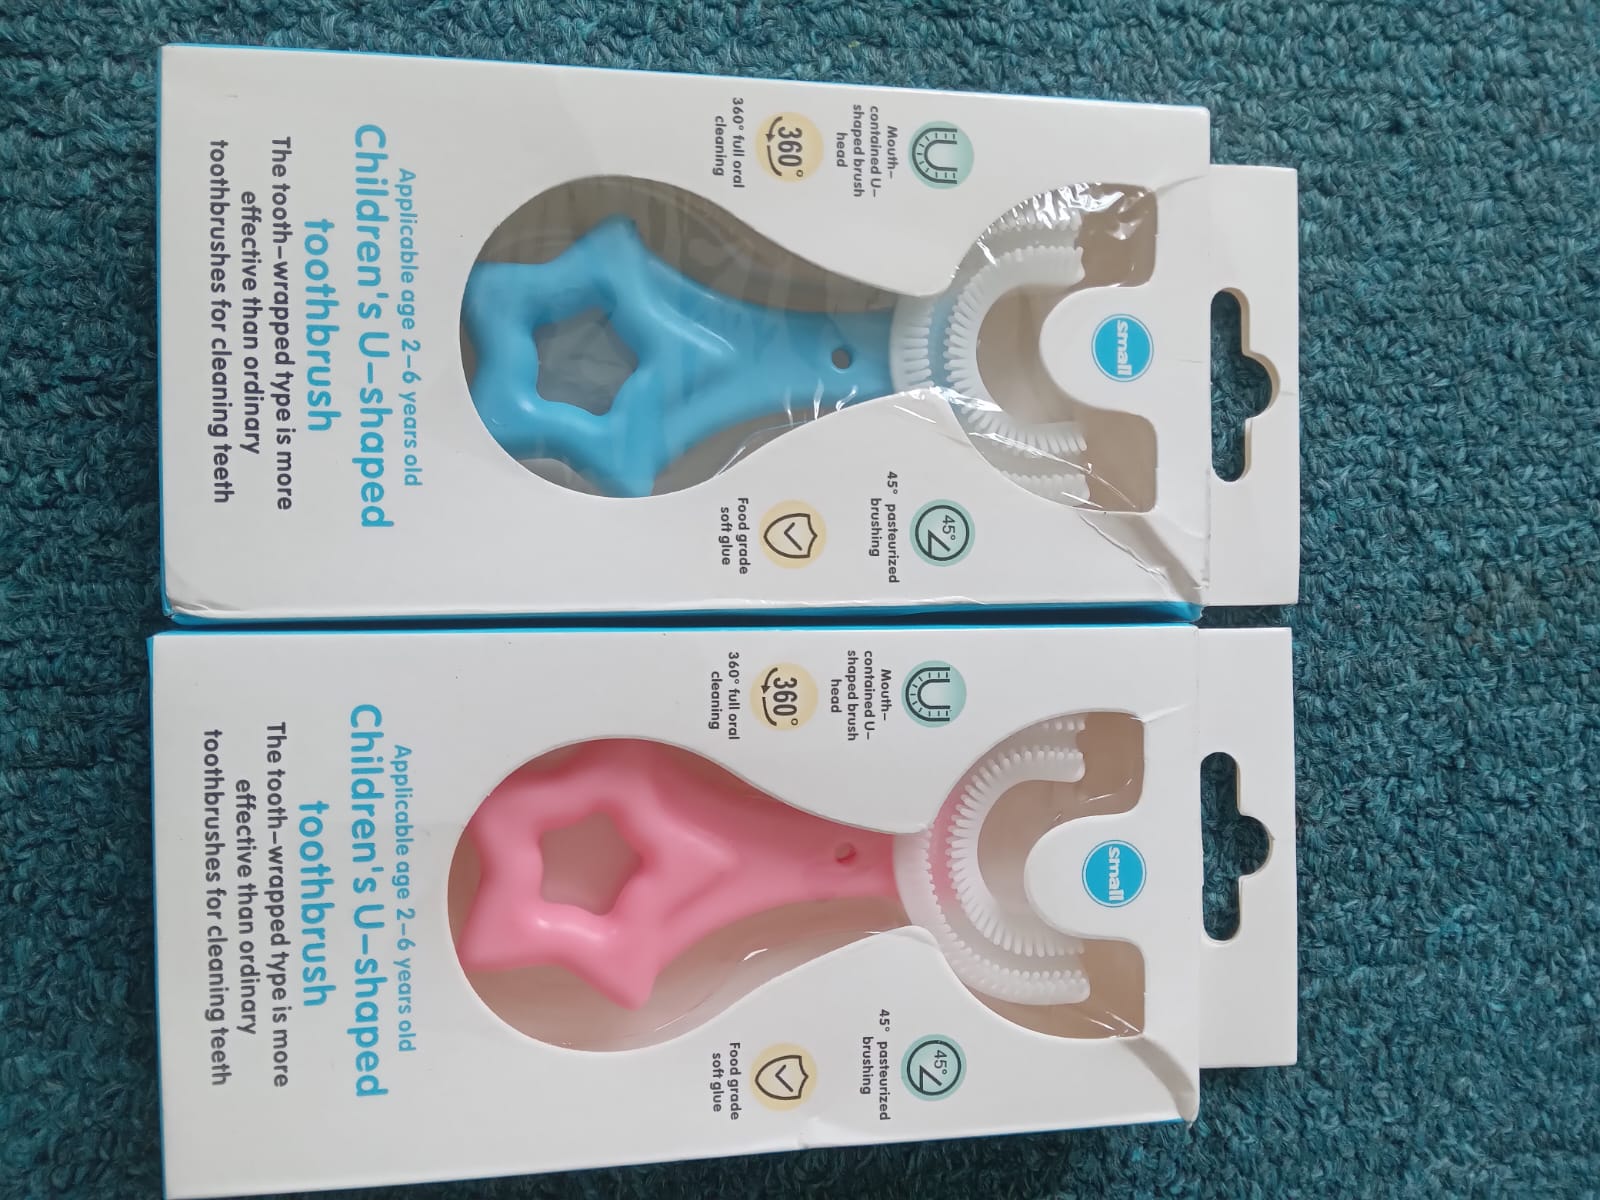 small
Mouth-
contained U-
shaped brush
head
45° pasteurized
brushing
360°
360° full oral
cleaning
45°
Food grade
soft glue
Applicable age 2-6 years old
Children's U-shaped
toothbrush
The tooth-wrapped type is more
effective than ordinary
toothbrushes for cleaning teeth
small
Mouth-
contained U-
shaped brush
head
45° pasteurized
brushing
360°
360° full oral
cleaning
45°
Food grade
soft glue
Applicable age 2-6 years old
Children's U-shaped
toothbrush
The tooth-wrapped type is more
effective than ordinary
toothbrushes for cleaning teeth